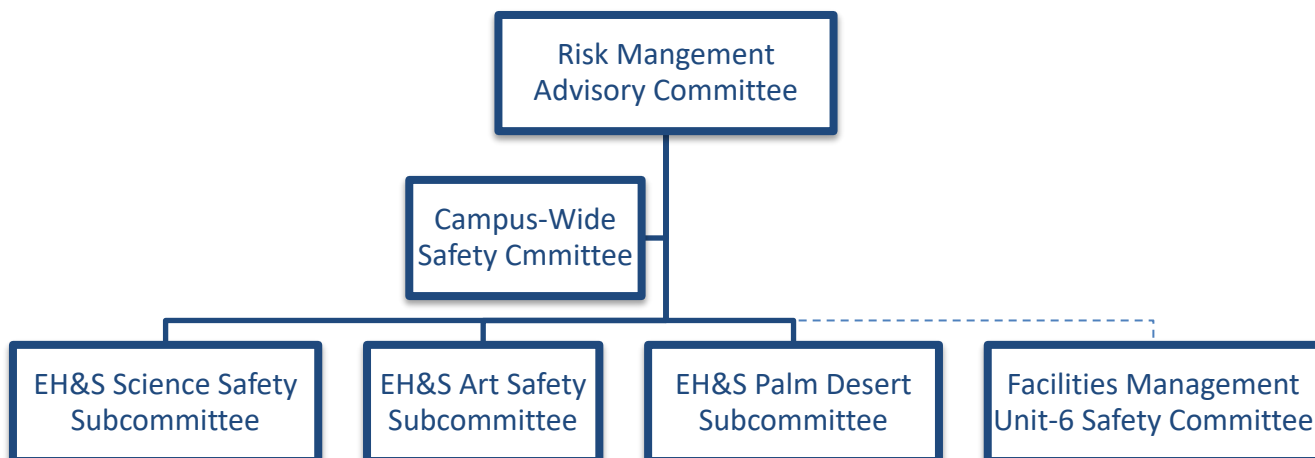 Risk Mangement
Advisory Committee
Campus-Wide
Safety Cmmittee
EH&S Science Safety
Subcommittee
EH&S Art Safety
Subcommittee
EH&S Palm Desert
Subcommittee
Facilities Management
Unit-6 Safety Committee